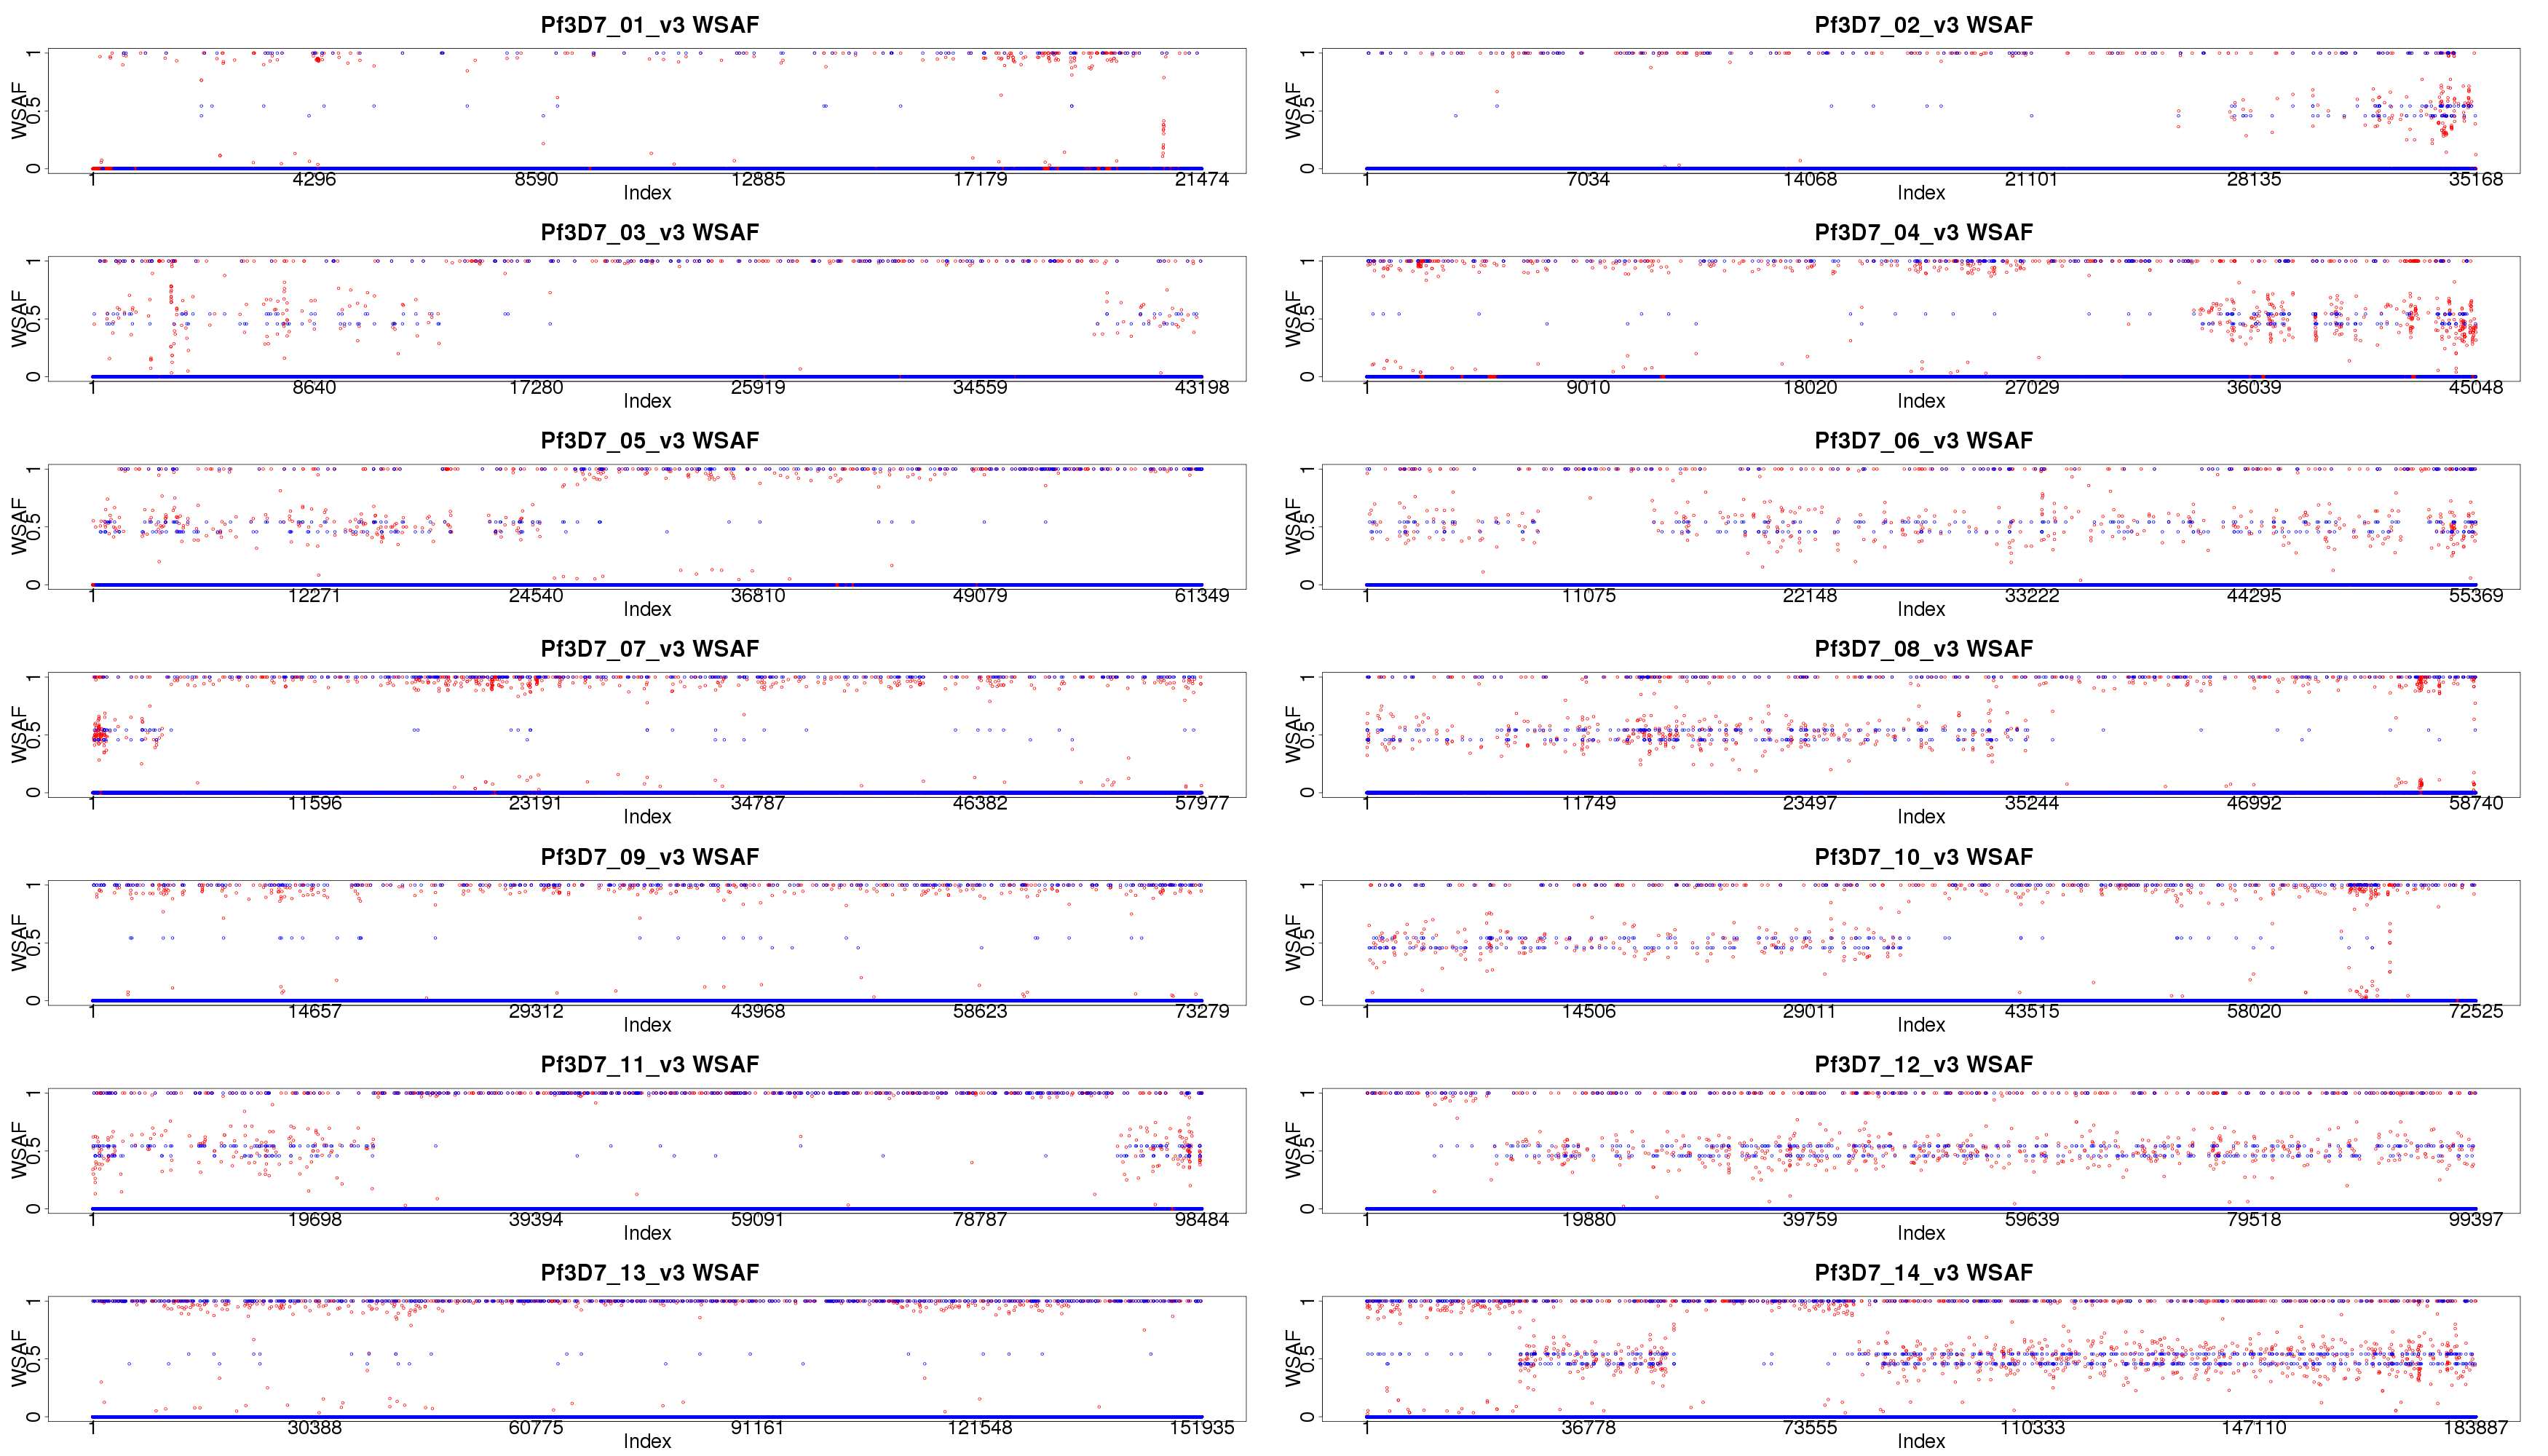 Pf3D7_01_v3 WSAF
WSAF
0 0.5 1
1 4296 8590 12885 17179 21474
Index
Pf3D7_02_v3 WSAF
WSAF
0 0.5 1
1 7034 14068 21101 28135 35168
Index
Pf3D7_03_v3 WSAF
WSAF
0 0.5 1
1 8640 17280 25919 34559 43198
Index
Pf3D7_04_v3 WSAF
WSAF
0 0.5 1
1 9010 18020 27029 36039 45048
Index
Pf3D7_05_v3 WSAF
WSAF
0 0.5 1
1 12271 24540 36810 49079 61349
Index
Pf3D7_06_v3 WSAF
WSAF
0 0.5 1
1 11075 22148 33222 44295 55369
Index
Pf3D7_07_v3 WSAF
WSAF
0 0.5 1
1 11596 23191 34787 46382 57977
Index
Pf3D7_08_v3 WSAF
WSAF
0 0.5 1
1 11749 23497 35244 46992 58740
Index
Pf3D7_09_v3 WSAF
WSAF
0 0.5 1
1 14657 29312 43968 58623 73279
Index
Pf3D7_10_v3 WSAF
WSAF
0 0.5 1
1 14506 29011 43515 58020 72525
Index
Pf3D7_11_v3 WSAF
WSAF
0 0.5 1
1 19698 39394 59091 78787 98484
Index
Pf3D7_12_v3 WSAF
WSAF
0 0.5 1
1 19880 39759 59639 79518 99397
Index
Pf3D7_13_v3 WSAF
WSAF
0 0.5 1
1 30388 60775 91161 121548 151935
Index
Pf3D7_14_v3 WSAF
WSAF
0 0.5 1
1 36778 73555 110333 147110 183887
Index